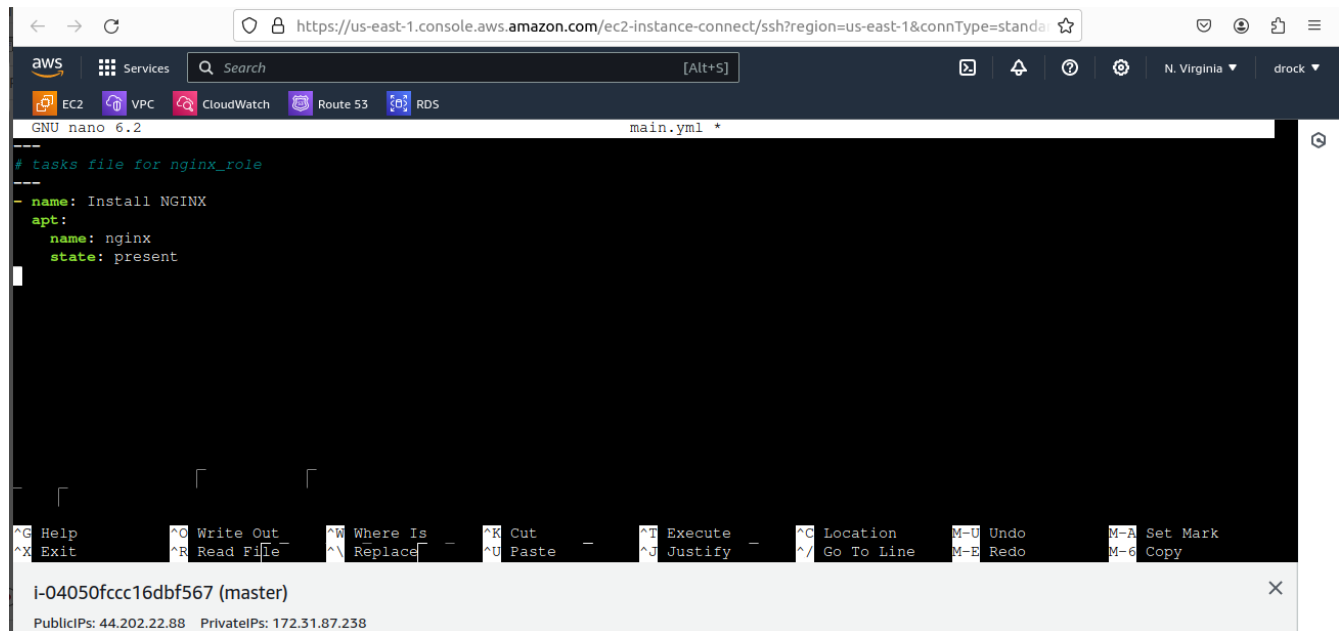 https://us-east-1.console.aws.amazon.com/ec2-instance-connect/ssh?region=us-east-1&connType=standa
aws Services Search [Alt+S] N. Virginia drock
EC2 VPC CloudWatch Route 53 RDS
GNU nano 6.2 main.yml *
---
# tasks file for nginx_role
---
- name: Install NGINX
  apt:
    name: nginx
    state: present
^G Help ^O Write Out ^W Where Is ^K Cut ^T Execute ^C Location M-U Undo M-A Set Mark
^X Exit ^R Read File ^\ Replace ^U Paste ^J Justify ^/ Go To Line M-E Redo M-6 Copy
i-04050fccc16dbf567 (master)
PublicIPs: 44.202.22.88 PrivateIPs: 172.31.87.238